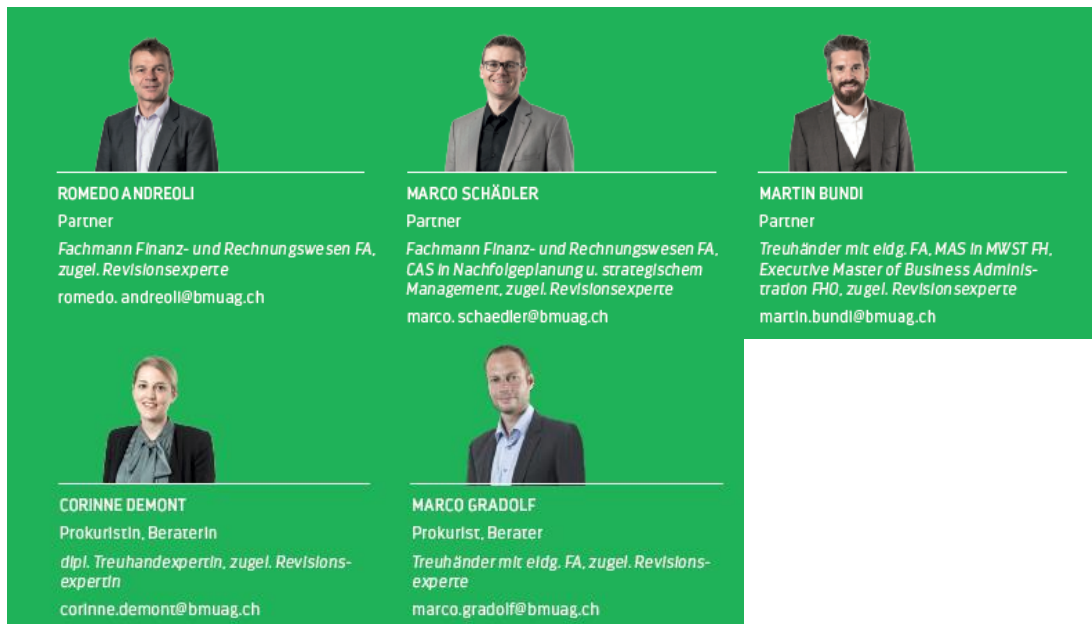 ROMEDO ANDREOLI
Partner
Fachmann Finanz- und Rechnungswesen FA,
zugel. Revisionsexperte
romedo. andreoli@bmuag.ch
MARCO SCHÄDLER
Partner
Fachmann Finanz- und Rechnungswesen FA,
CAS in Nachfolgeplanung u. strategischem
Management, zugel. Revisionsexperte
marco. schaedler@bmuag.ch
MARTIN BUNDI
Partner
Treuhänder mit eidg. FA, MAS in MWST FH,
Executive Master of Business Adminis-
tration FHO, zugel. Revisionsexperte
martin.bundi@bmuag.ch
CORINNE DEMONT
Prokuristin, Beraterin
dipl. Treuhandexpertin, zugel. Revisions-
expertin
corinne.demont@bmuag.ch
MARCO GRADOLF
Prokurist, Berater
Treuhänder mit eidg. FA, zugel. Revisions-
experte
marco.gradolf@bmuag.ch